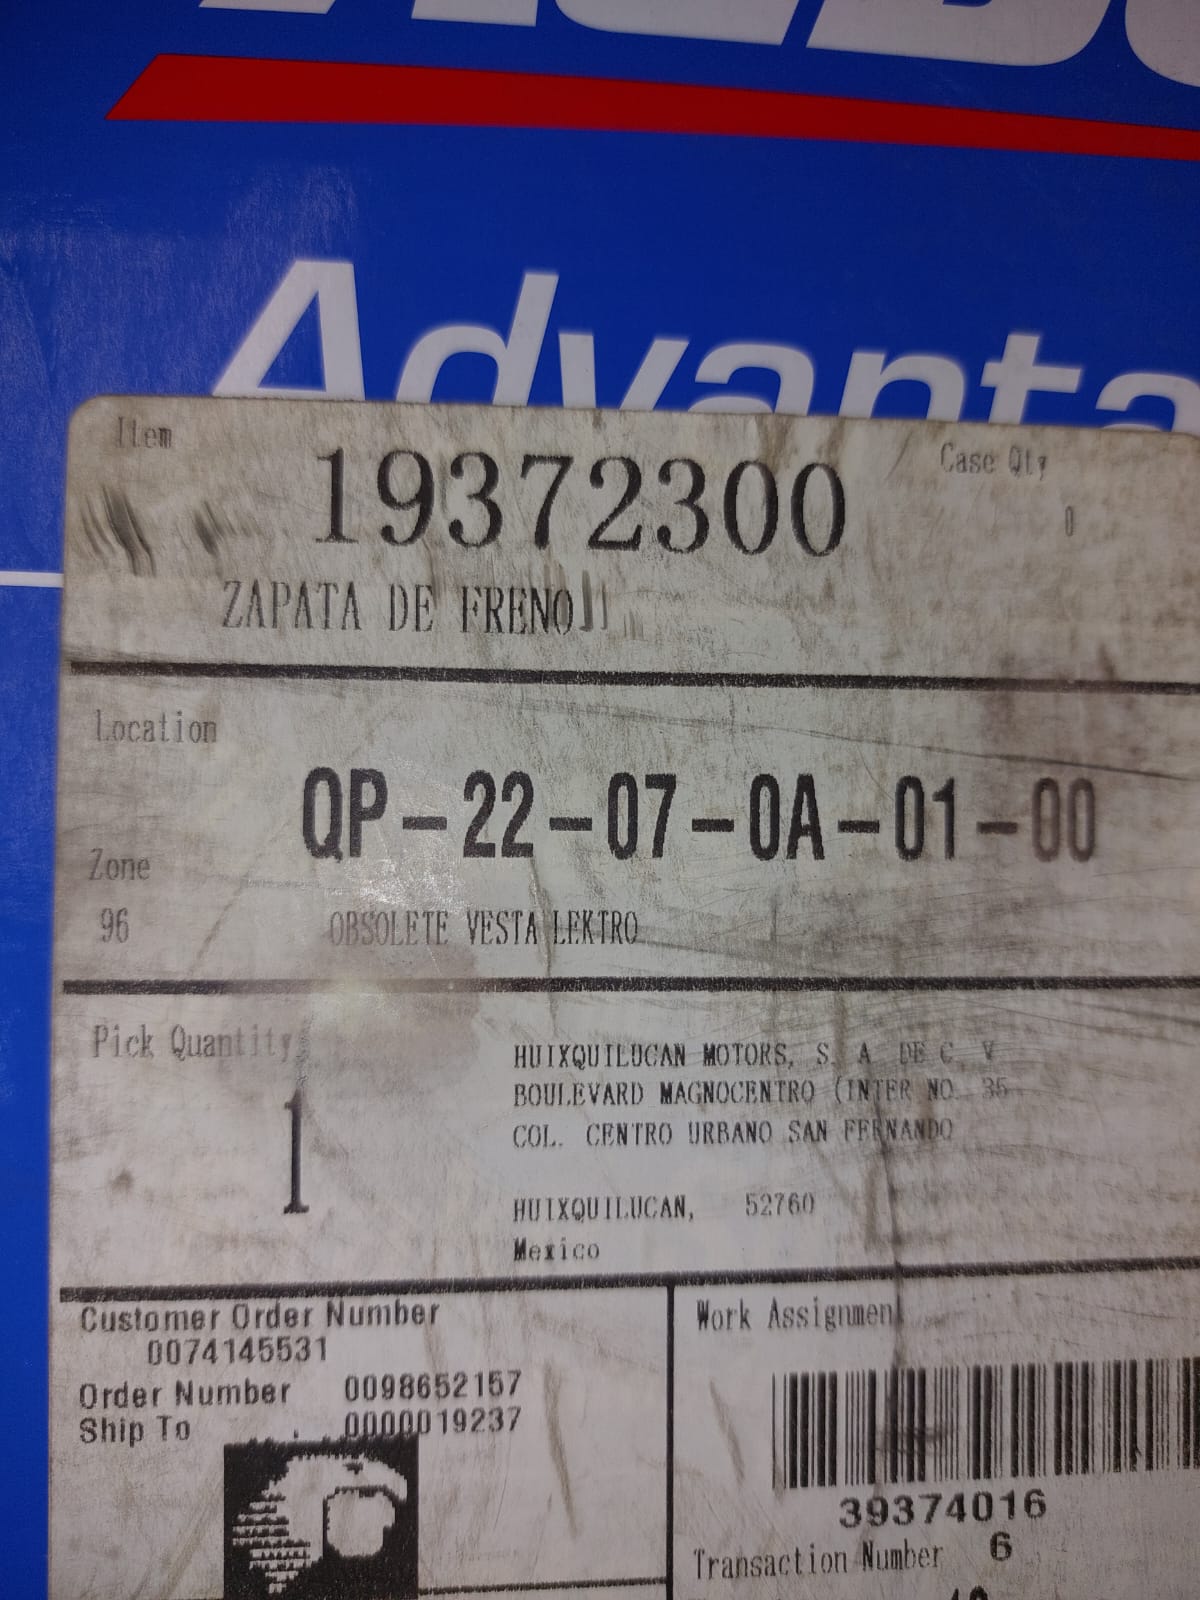 Advanta
Item
19372300
Case Qty
0
ZAPATA DE FRENO
Location
QP-22-07-0A-01-00
Zone
96
OBSOLETE VESTA LEKTRO
Pick Quantity
1
HUIXQUILUCAN MOTORS, S. A. DE C. V
BOULEVARD MAGNOCENTRO (INTER NO. 35
COL. CENTRO URBANO SAN FERNANDO
HUIXQUILUCAN, 52760
Mexico
Customer Order Number
0074145531
Order Number 0098652157
Ship To 0000019237
Work Assignment
39374016
Transaction Number 6